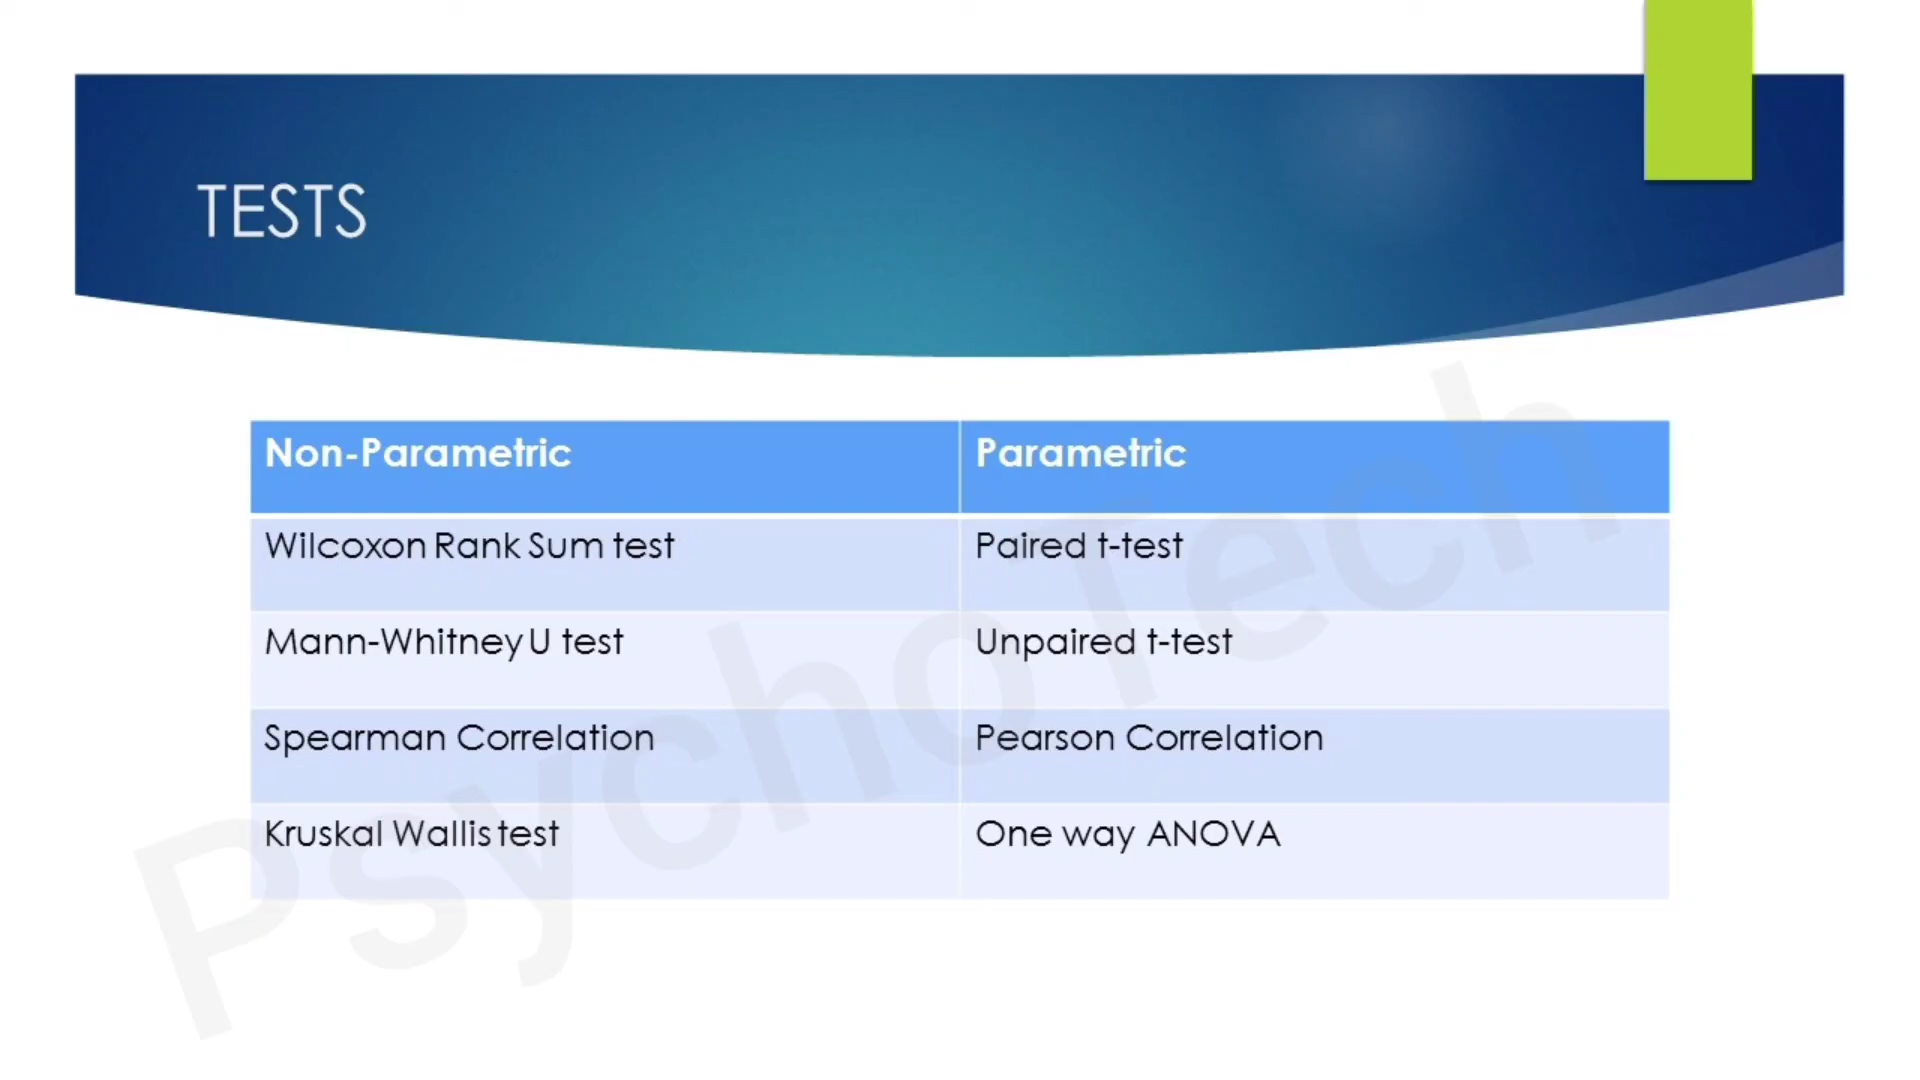 TESTS
Non-Parametric Parametric
Wilcoxon Rank Sum test Paired t-test
Mann-Whitney U test Unpaired t-test
Spearman Correlation Pearson Correlation
Kruskal Wallis test One way ANOVA
PsychoTech